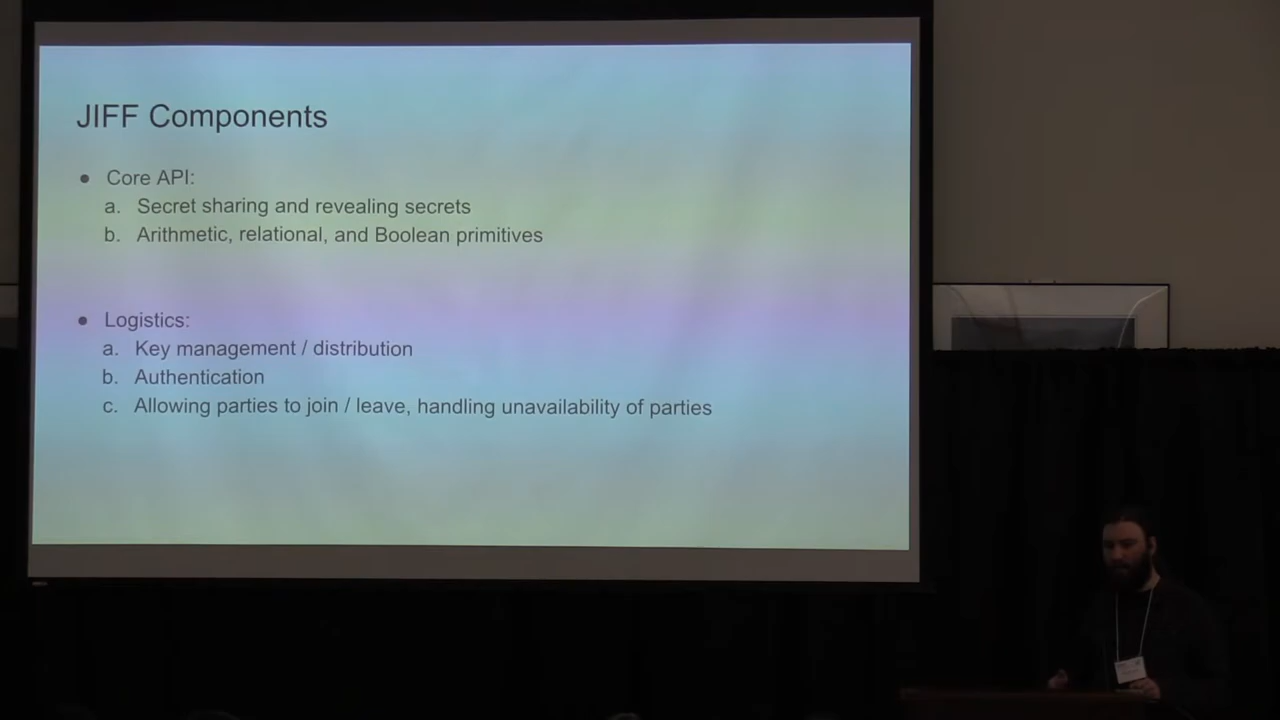 JIFF Components
● Core API:
a. Secret sharing and revealing secrets
b. Arithmetic, relational, and Boolean primitives
● Logistics:
a. Key management / distribution
b. Authentication
c. Allowing parties to join / leave, handling unavailability of parties